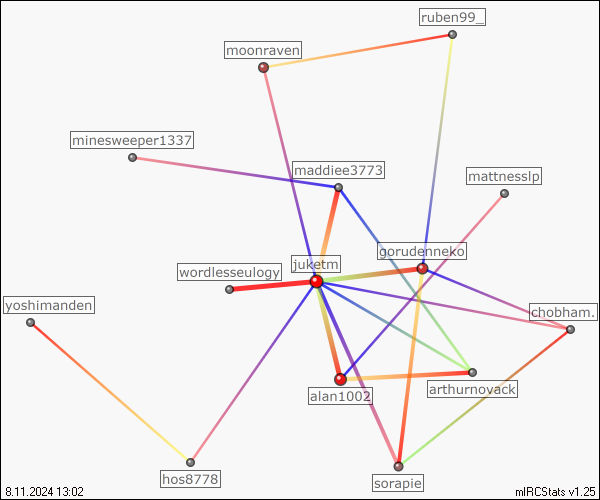 ruben99_
moonraven
minesweeper1337
maddiee3773
mattnesslp
gorudenneko
juketm
wordlesseulogy
yoshimanden
chobham.
arthurnovack
alan1002
hos8778
sorapie
8.11.2024 13:02
mIRCStats v1.25